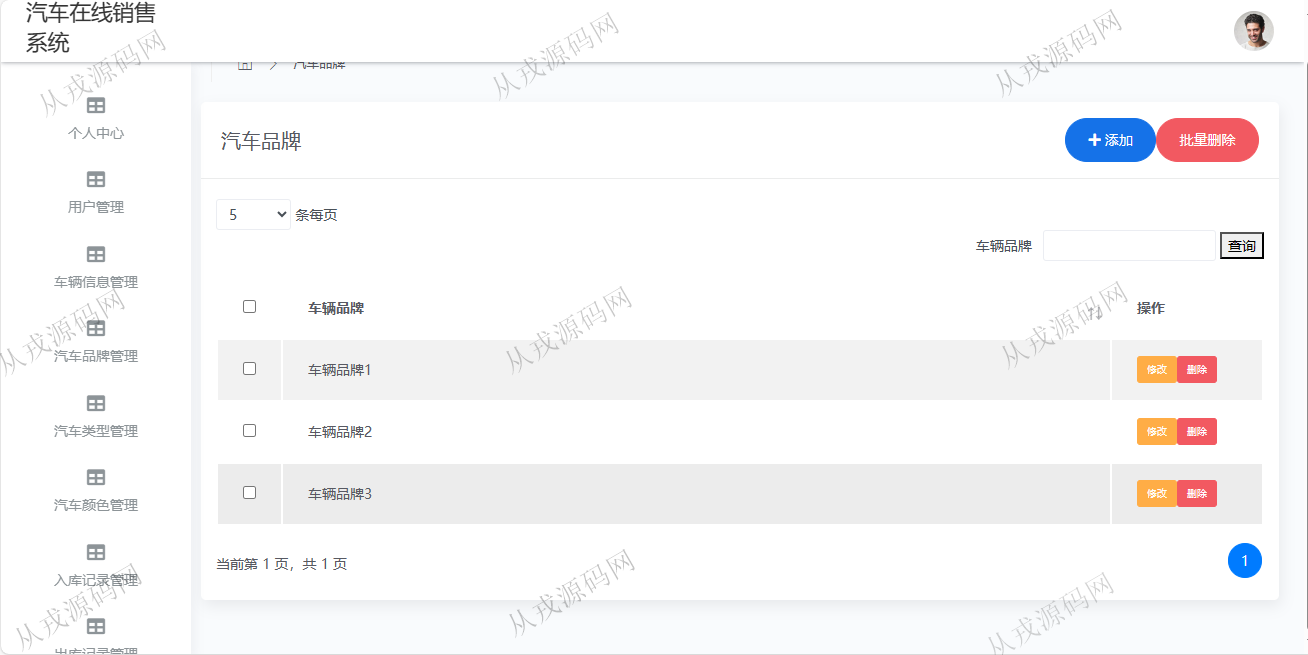 汽车在线销售
系统
汽车品牌
个人中心
用户管理
车辆信息管理
汽车品牌管理
汽车类型管理
汽车颜色管理
入库记录管理
出库记录管理
汽车品牌
添加
批量删除
5
条每页
车辆品牌
查询
车辆品牌
操作
车辆品牌1
修改
删除
车辆品牌2
修改
删除
车辆品牌3
修改
删除
当前第 1 页，共 1 页
1
从戎源码网
从戎源码网
从戎源码网
从戎源码网
从戎源码网
从戎源码网
从戎源码网
从戎源码网
从戎源码网